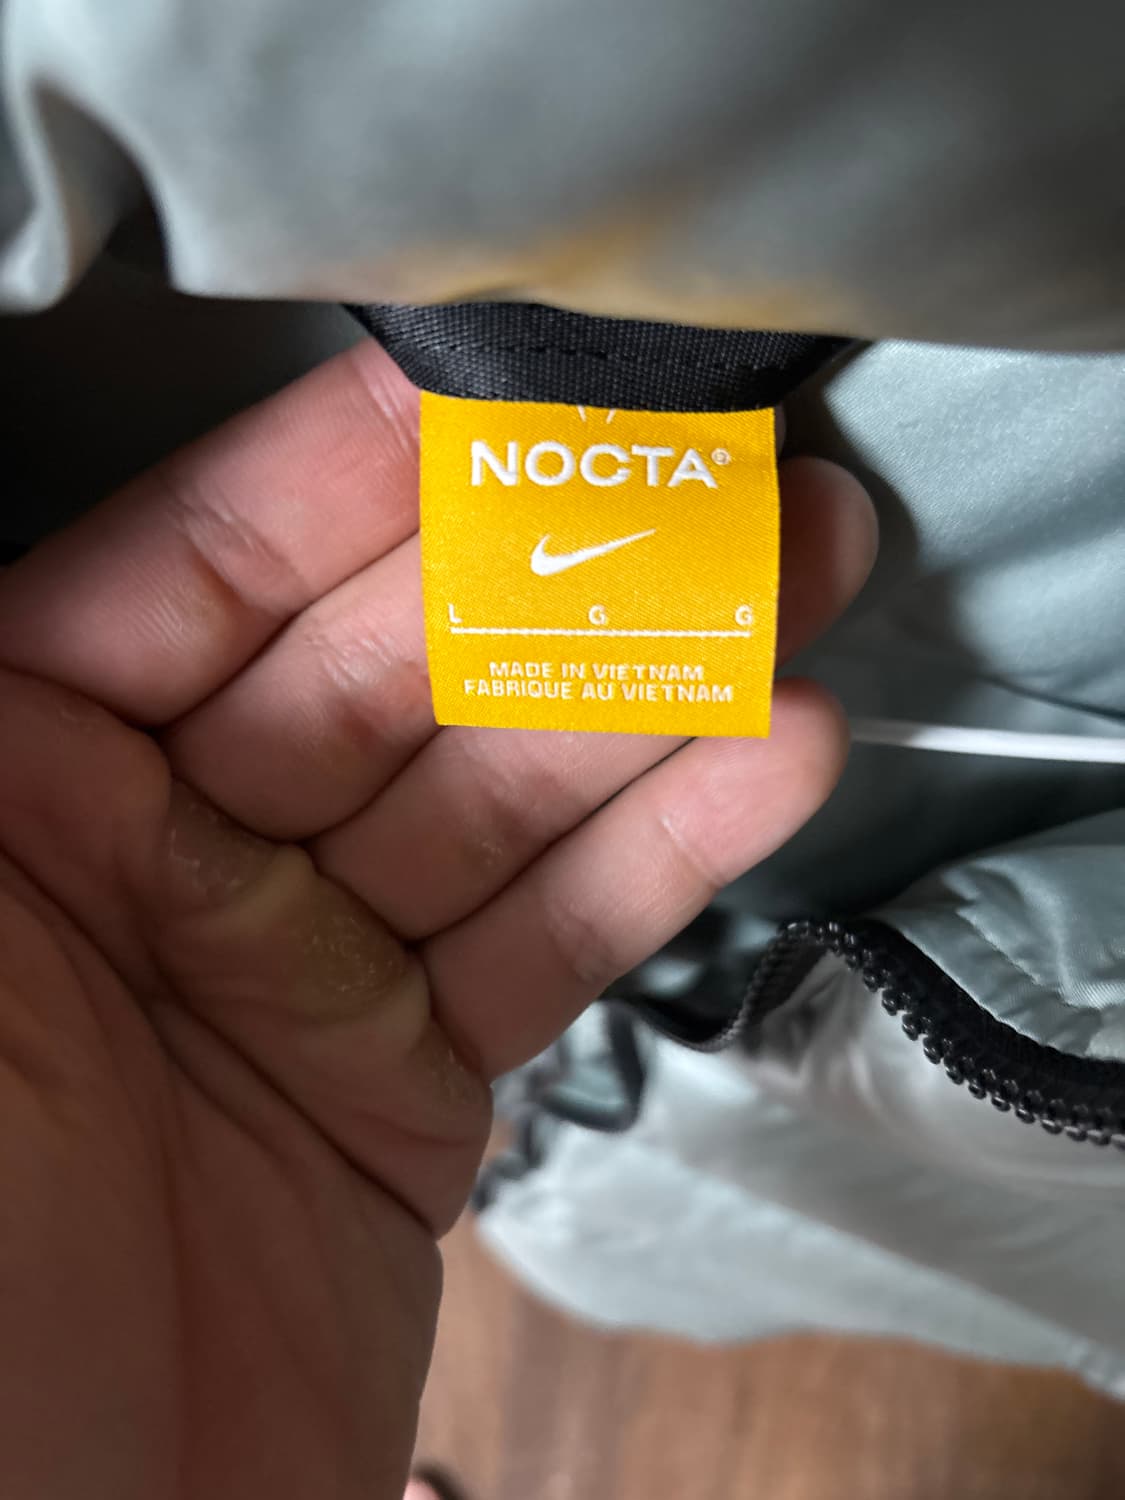 NOCTA®
L G G
MADE IN VIETNAM
FABRIQUE AU VIETNAM